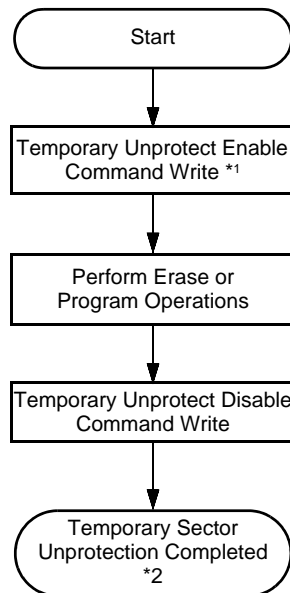 Start
Temporary Unprotect Enable
Command Write *1
Perform Erase or
Program Operations
Temporary Unprotect Disable
Command Write
Temporary Sector
Unprotection Completed
*2